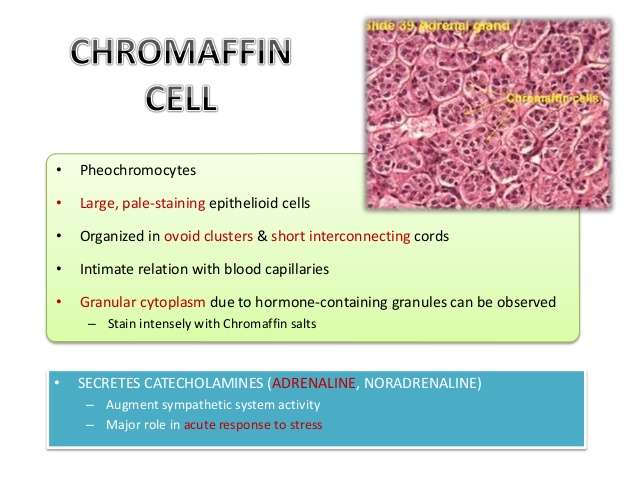 CHROMAFFIN
CELL
Slide 39 Adrenal gland
Chromaffin cells
• Pheochromocytes
• Large, pale-staining epithelioid cells
• Organized in ovoid clusters & short interconnecting cords
• Intimate relation with blood capillaries
• Granular cytoplasm due to hormone-containing granules can be observed
– Stain intensely with Chromaffin salts
• SECRETES CATECHOLAMINES (ADRENALINE, NORADRENALINE)
– Augment sympathetic system activity
– Major role in acute response to stress